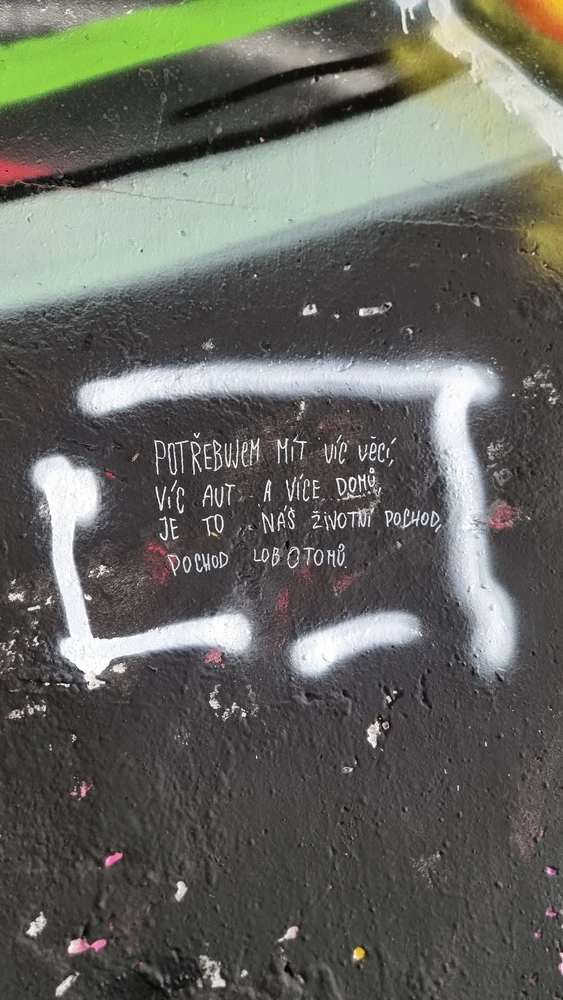 POTŘEBUJEM MÍT VÍC VĚCÍ,
VÍC AUT A VÍCE DOMŮ,
JE TO NÁŠ ŽIVOTNÍ POCHOD,
POCHOD LOBOTOMŮ.